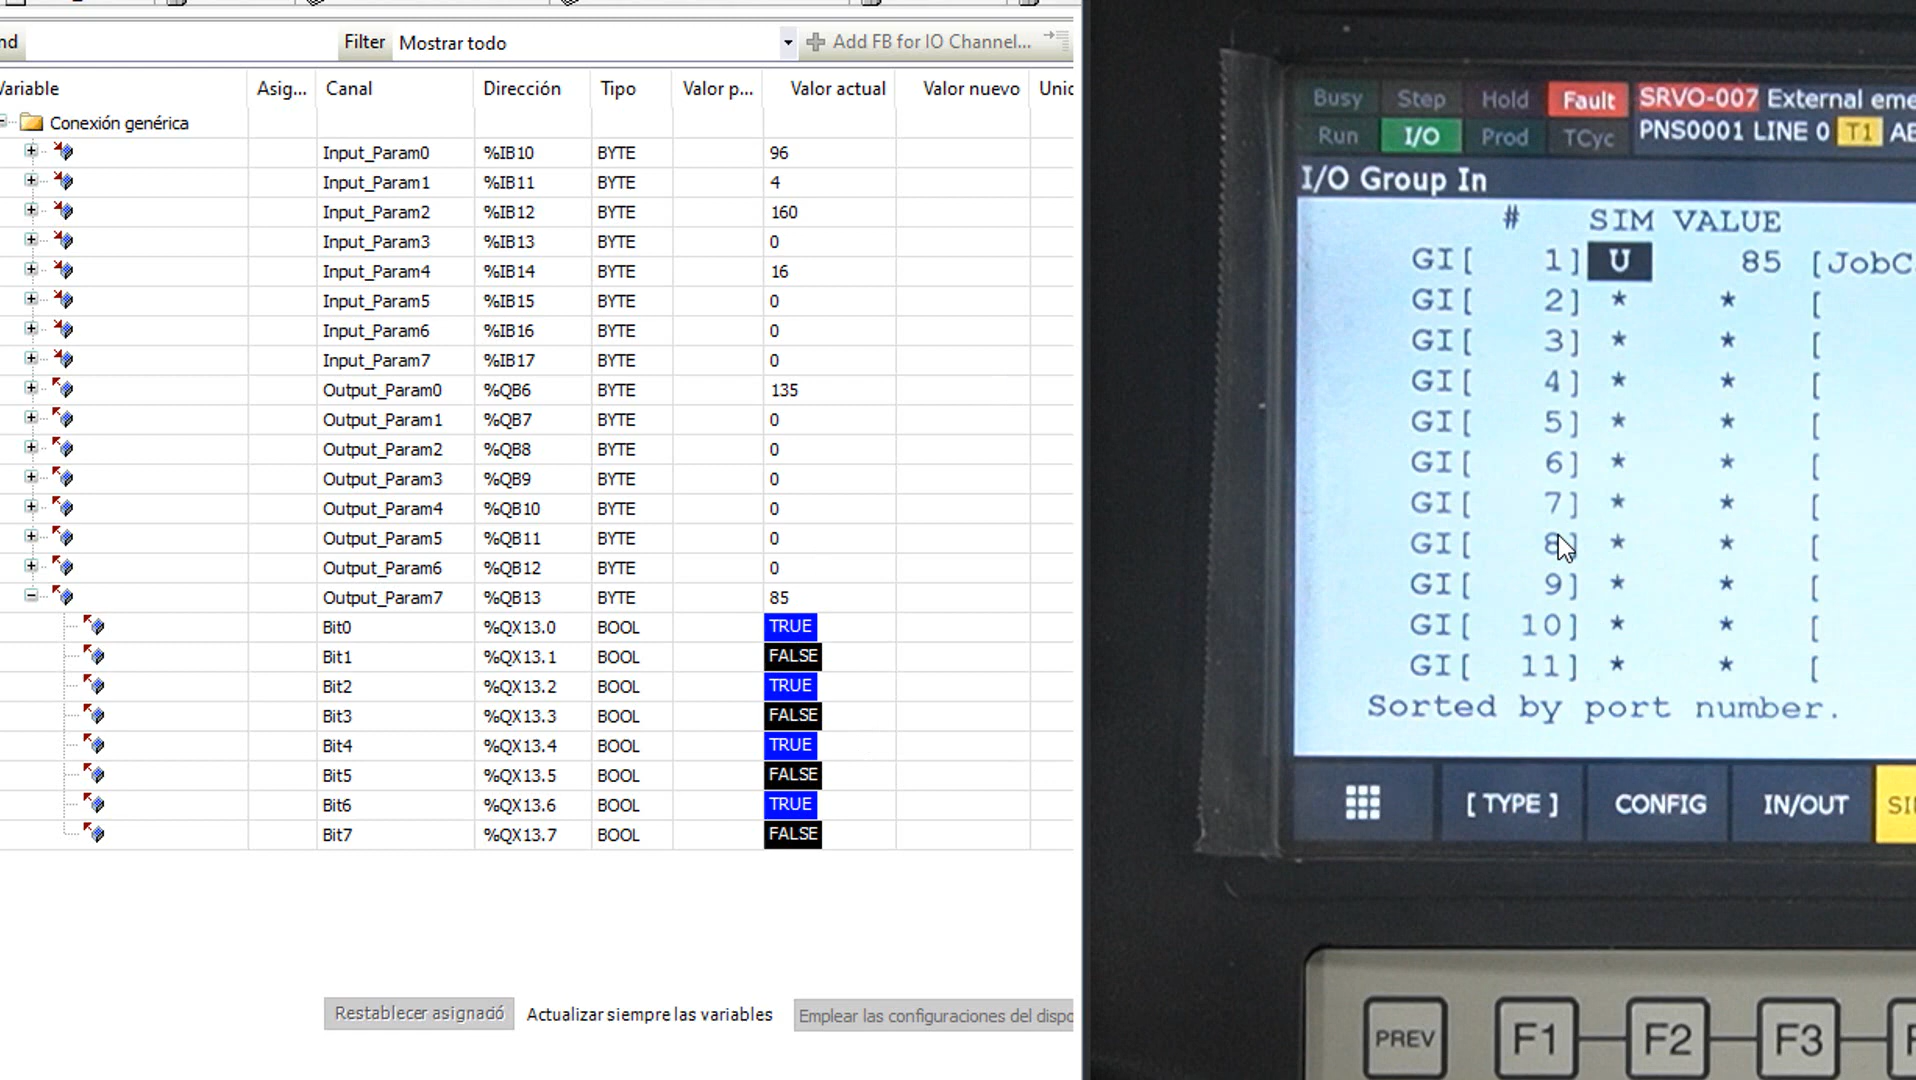 nd Filter Mostrar todo Add FB for IO Channel...
Variable Asig... Canal Dirección Tipo Valor p... Valor actual Valor nuevo Unid
Conexión genérica
Input_Param0 %IB10 BYTE 96
Input_Param1 %IB11 BYTE 4
Input_Param2 %IB12 BYTE 160
Input_Param3 %IB13 BYTE 0
Input_Param4 %IB14 BYTE 16
Input_Param5 %IB15 BYTE 0
Input_Param6 %IB16 BYTE 0
Input_Param7 %IB17 BYTE 0
Output_Param0 %QB6 BYTE 135
Output_Param1 %QB7 BYTE 0
Output_Param2 %QB8 BYTE 0
Output_Param3 %QB9 BYTE 0
Output_Param4 %QB10 BYTE 0
Output_Param5 %QB11 BYTE 0
Output_Param6 %QB12 BYTE 0
Output_Param7 %QB13 BYTE 85
Bit0 %QX13.0 BOOL TRUE
Bit1 %QX13.1 BOOL FALSE
Bit2 %QX13.2 BOOL TRUE
Bit3 %QX13.3 BOOL FALSE
Bit4 %QX13.4 BOOL TRUE
Bit5 %QX13.5 BOOL FALSE
Bit6 %QX13.6 BOOL TRUE
Bit7 %QX13.7 BOOL FALSE
Restablecer asignació Actualizar siempre las variables Emplear las configuraciones del dispo
Busy Step Hold Fault SRVO-007 External eme
Run I/O Prod TCyc PNS0001 LINE 0 T1 AB
I/O Group In
# SIM VALUE
GI[ 1] U 85 [JobC
GI[ 2] * * [
GI[ 3] * * [
GI[ 4] * * [
GI[ 5] * * [
GI[ 6] * * [
GI[ 7] * * [
GI[ 8] * * [
GI[ 9] * * [
GI[ 10] * * [
GI[ 11] * * [
Sorted by port number.
[ TYPE ] CONFIG IN/OUT SI
PREV F1 F2 F3 F